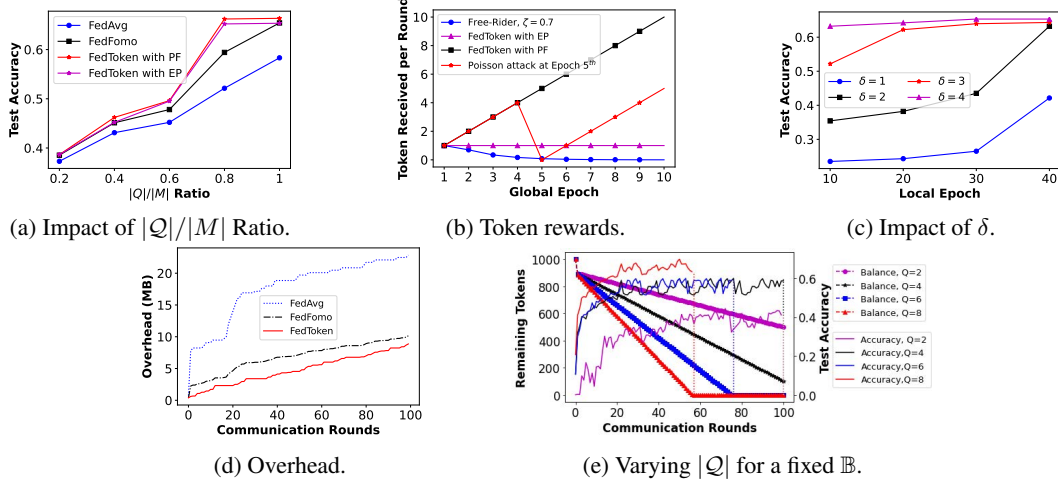 0.6
0.5
0.4
Test Accuracy
0.2 0.4 0.6 0.8 1
|Q|/|M| Ratio
FedAvg
FedFomo
FedToken with PF
FedToken with EP
(a) Impact of |𝒬|/|M| Ratio.
10
8
6
4
2
0
Token Received per Round
1 2 3 4 5 6 7 8 9 10
Global Epoch
Free-Rider, ζ = 0.7
FedToken with EP
FedToken with PF
Poisson attack at Epoch 5th
(b) Token rewards.
0.6
0.5
0.4
0.3
Test Accuracy
10 20 30 40
Local Epoch
δ = 1 δ = 3
δ = 2 δ = 4
(c) Impact of δ.
20
15
10
5
0
Overhead (MB)
0 20 40 60 80 100
Communication Rounds
FedAvg
FedFomo
FedToken
(d) Overhead.
1000
800
600
400
200
0
Remaining Tokens
0 20 40 60 80 100
Communication Rounds
0.6
0.4
0.2
0.0
Test Accuracy
Balance, Q=2
Balance, Q=4
Balance, Q=6
Balance, Q=8
Accuracy, Q=2
Accuracy,Q=4
Accuracy,Q=6
Accuracy,Q=8
(e) Varying |𝒬| for a fixed 𝔹.